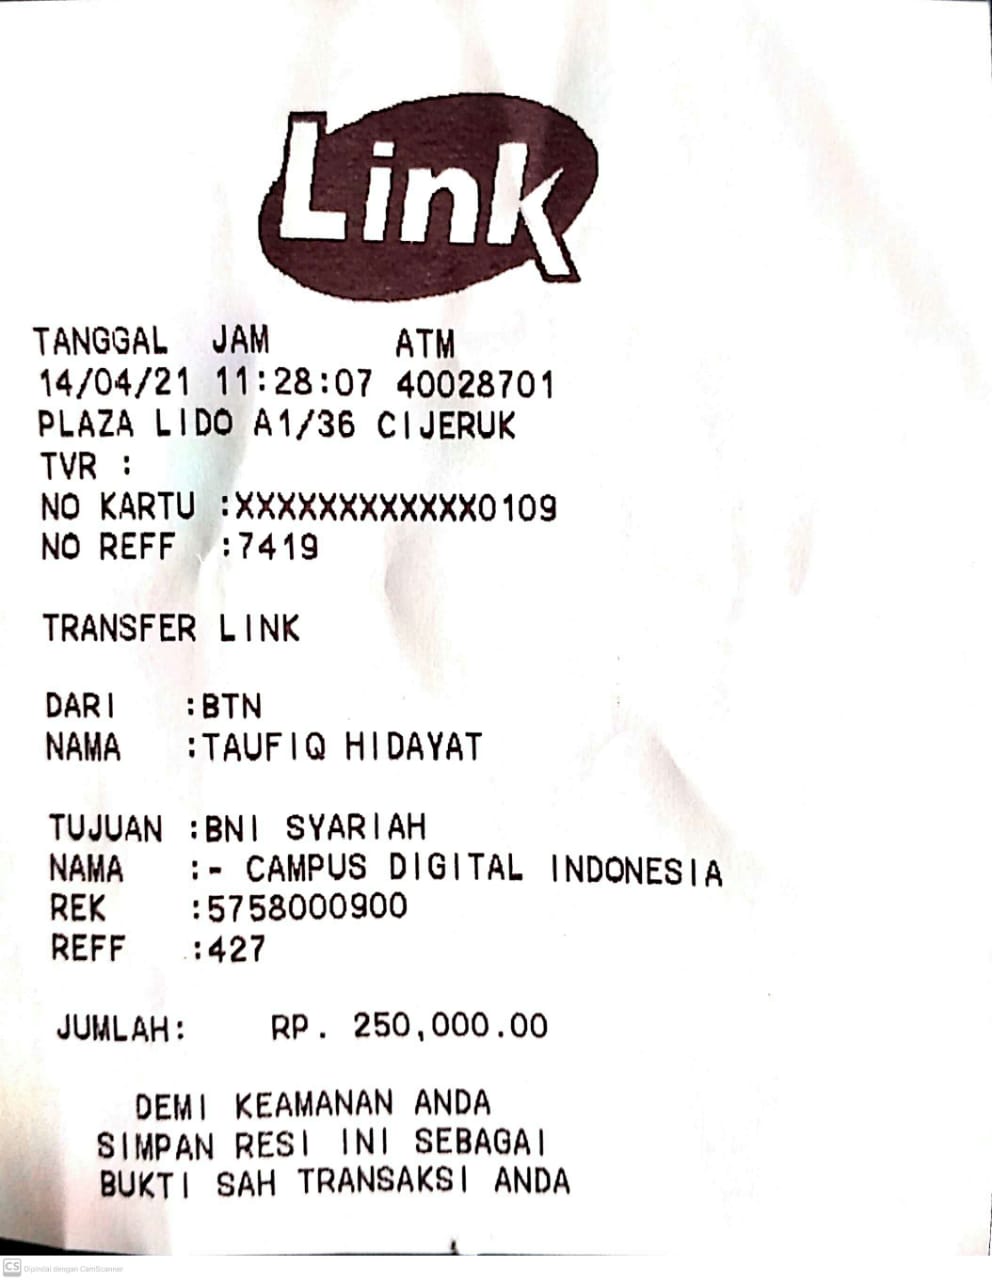 Link
TANGGAL JAM ATM
14/04/21 11:28:07 40028701
PLAZA LIDO A1/36 CIJERUK
TVR :
NO KARTU :XXXXXXXXXXXX0109
NO REFF :7419
TRANSFER LINK
DARI :BTN
NAMA :TAUFIQ HIDAYAT
TUJUAN :BNI SYARIAH
NAMA :- CAMPUS DIGITAL INDONESIA
REK :5758000900
REFF :427
JUMLAH: RP. 250,000.00
DEMI KEAMANAN ANDA
SIMPAN RESI INI SEBAGAI
BUKTI SAH TRANSAKSI ANDA
CS Dipindai dengan CamScanner